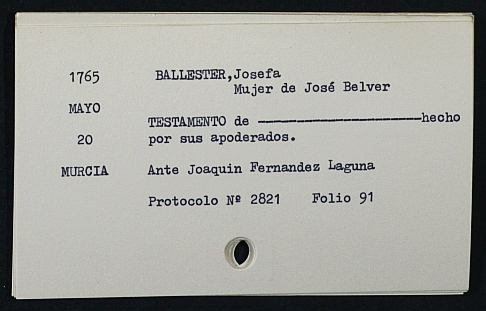 1765 BALLESTER,Josefa
Mujer de José Belver
MAYO
TESTAMENTO de ---------------------hecho
20 por sus apoderados.
MURCIA Ante Joaquin Fernandez Laguna
Protocolo Nº 2821 Folio 91